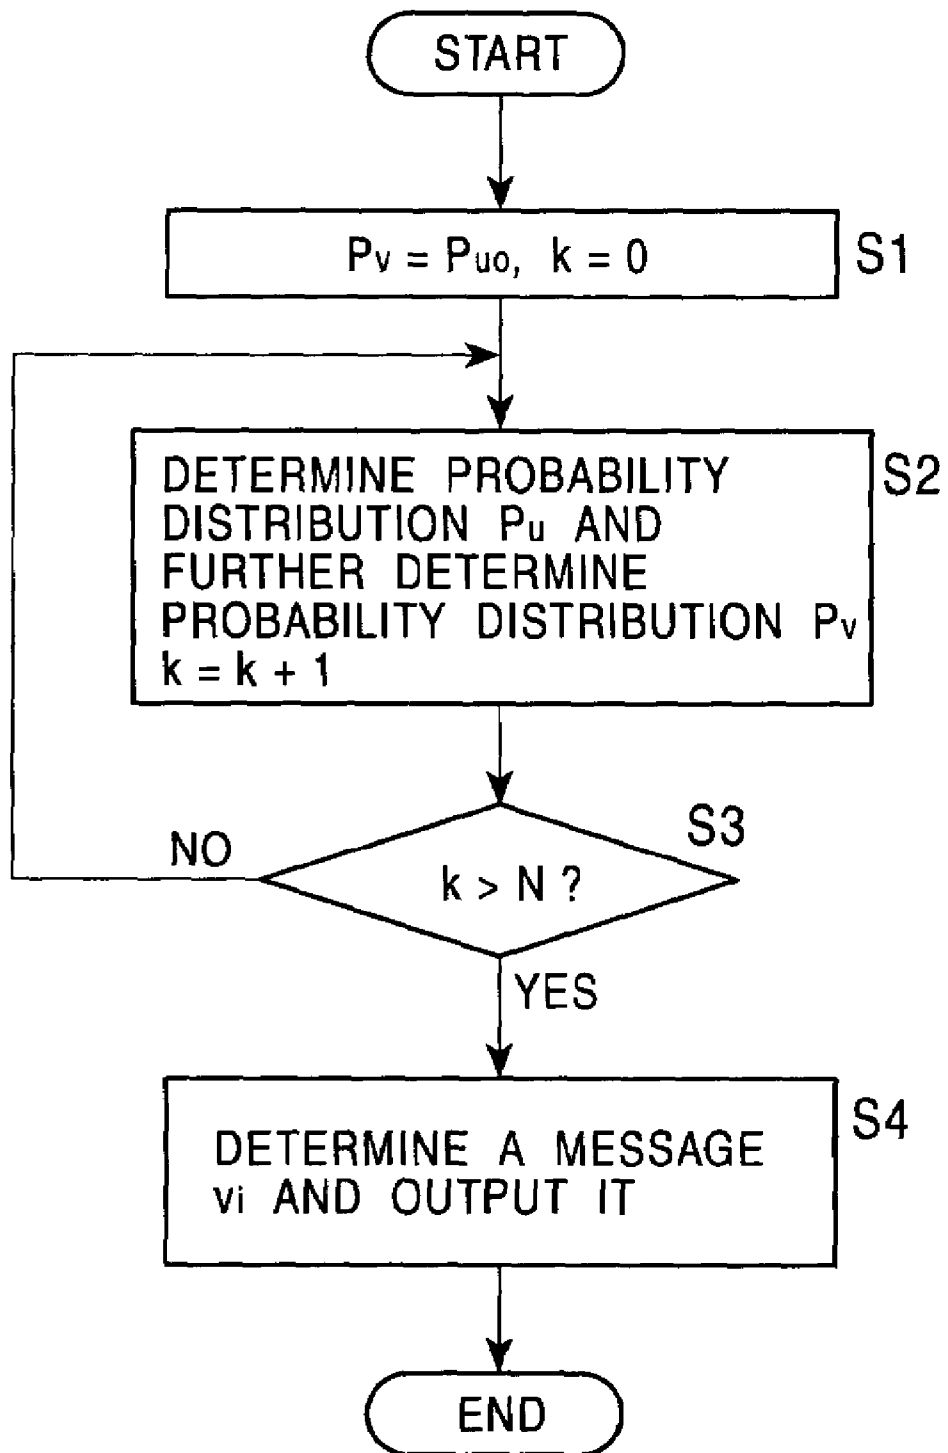 START
Pv = Puo, k = 0
S1
DETERMINE PROBABILITY
DISTRIBUTION Pu AND
FURTHER DETERMINE
PROBABILITY DISTRIBUTION Pv
k = k + 1
S2
S3
NO
k > N ?
YES
DETERMINE A MESSAGE
vi AND OUTPUT IT
S4
END